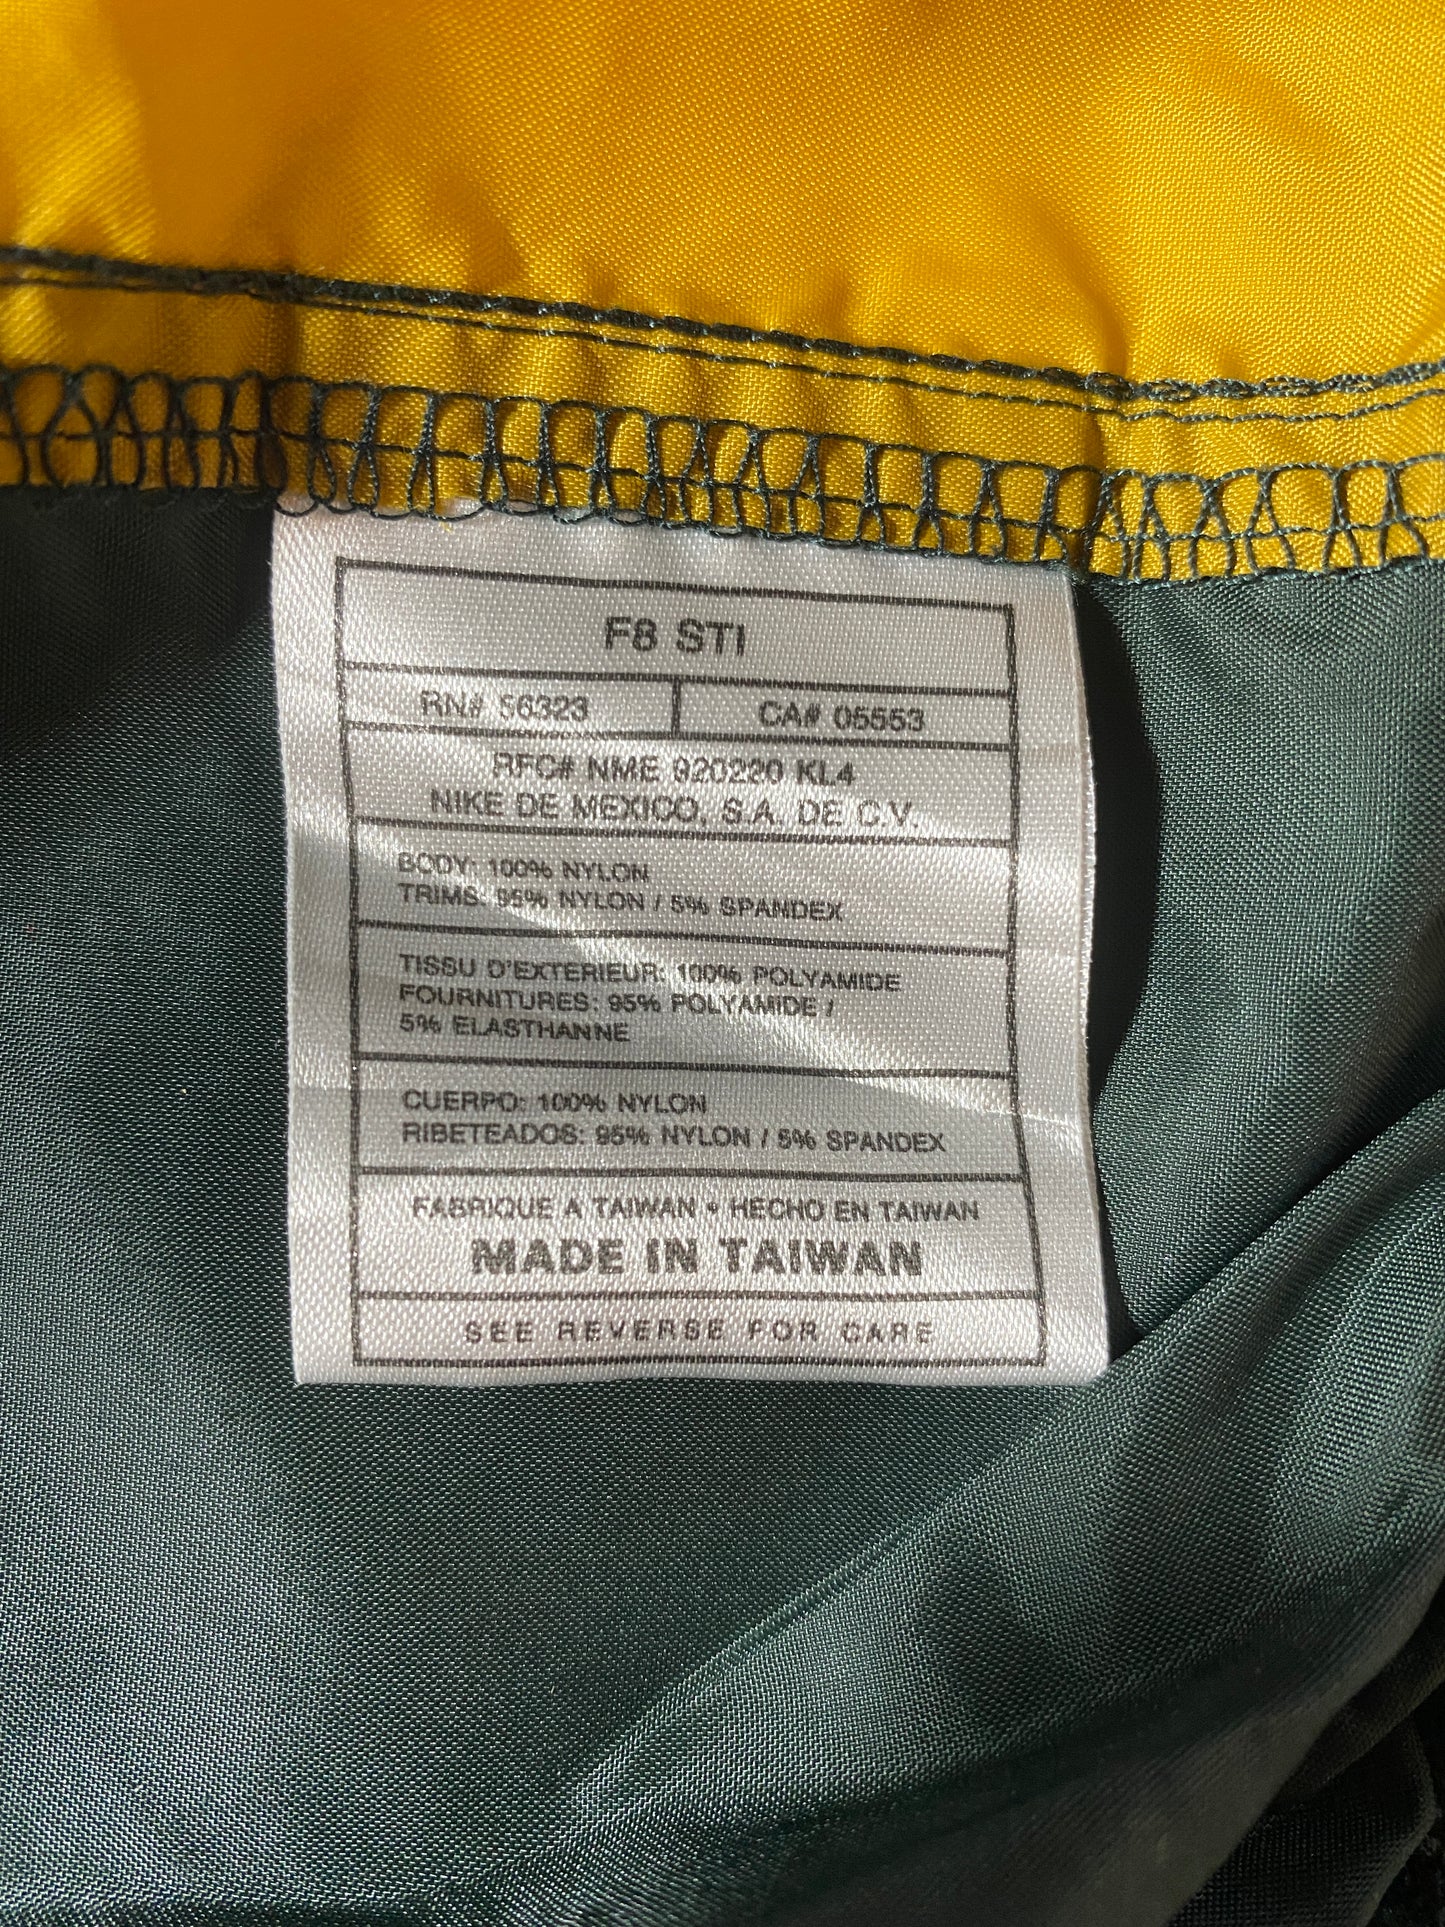 F8 STI
RN# 56323 CA# 05553
RFC# NME 920220 KL4
NIKE DE MEXICO, S.A. DE C.V.
BODY: 100% NYLON
TRIMS: 95% NYLON / 5% SPANDEX
TISSU D'EXTERIEUR: 100% POLYAMIDE
FOURNITURES: 95% POLYAMIDE /
5% ELASTHANNE
CUERPO: 100% NYLON
RIBETEADOS: 95% NYLON / 5% SPANDEX
FABRIQUE A TAIWAN • HECHO EN TAIWAN
MADE IN TAIWAN
SEE REVERSE FOR CARE